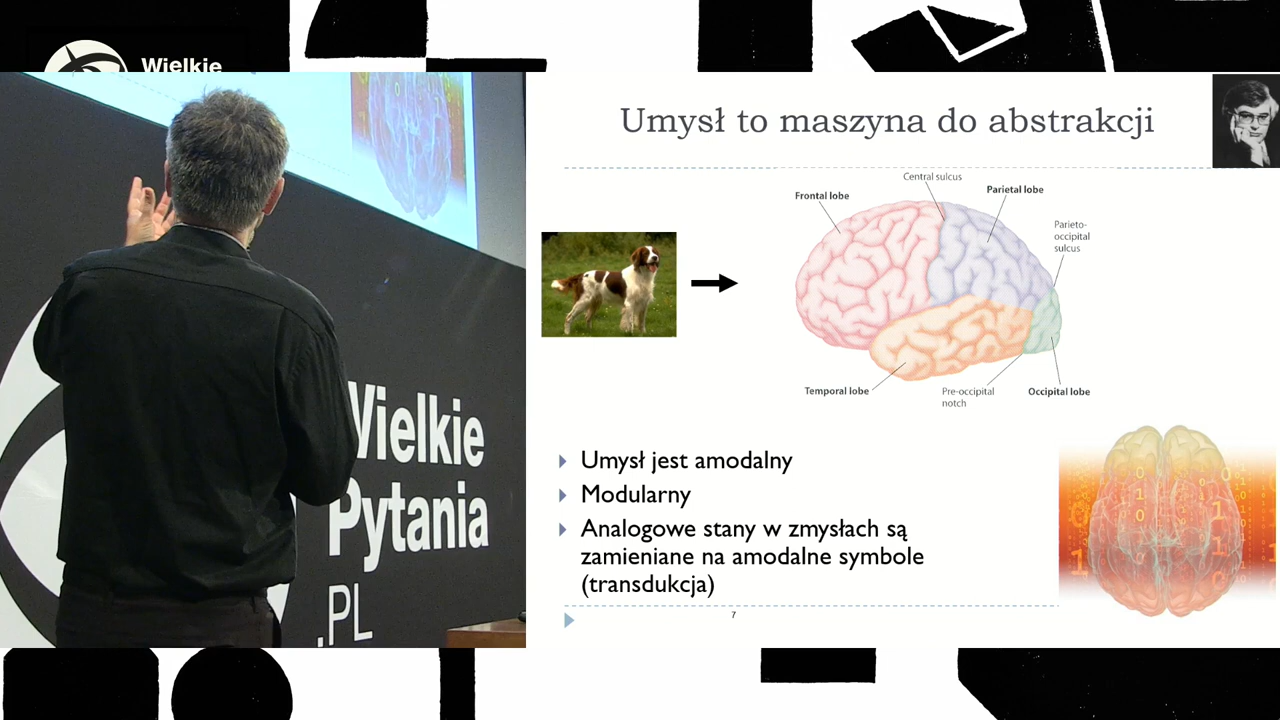 Wielkie
Umysł to maszyna do abstrakcji
Central sulcus
Frontal lobe
Parietal lobe
Parieto-
occipital
sulcus
Temporal lobe
Pre-occipital
notch
Occipital lobe
Umysł jest amodalny
Modularny
Analogowe stany w zmysłach są
zamieniane na amodalne symbole
(transdukcja)
7
Wielkie
Pytania
.PL